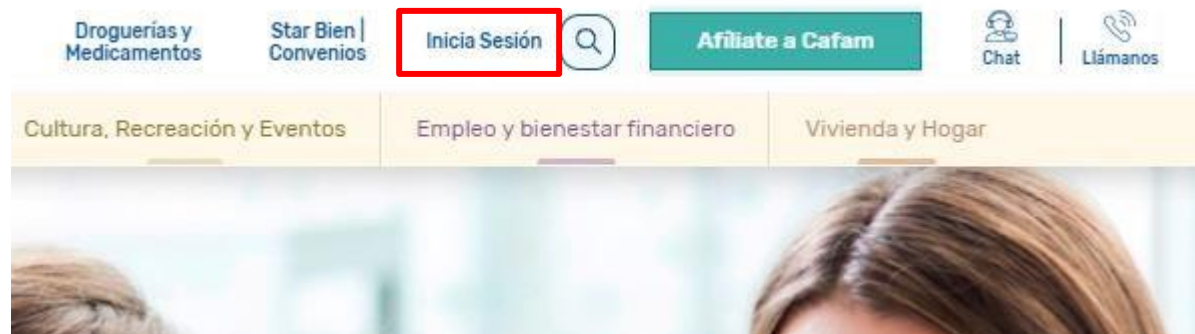 Droguerías y
Medicamentos
Star Bien |
Convenios
Inicia Sesión
Afíliate a Cafam
Chat
Llámanos
Cultura, Recreación y Eventos
Empleo y bienestar financiero
Vivienda y Hogar